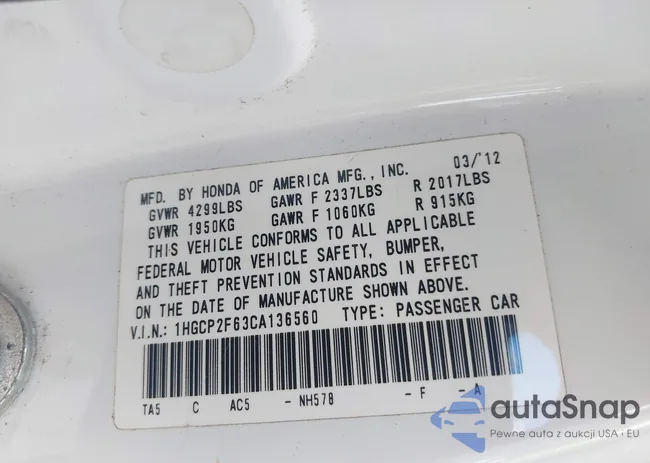 MFD. BY HONDA OF AMERICA MFG., INC. 03/'12
GVWR 4299LBS GAWR F 2337LBS R 2017LBS
GVWR 1950KG GAWR F 1060KG R 915KG
THIS VEHICLE CONFORMS TO ALL APPLICABLE
FEDERAL MOTOR VEHICLE SAFETY, BUMPER,
AND THEFT PREVENTION STANDARDS IN EFFECT
ON THE DATE OF MANUFACTURE SHOWN ABOVE.
V.I.N.: 1HGCP2F63CA136560 TYPE: PASSENGER CAR
TA5 C AC5 - NH578 - F - A
autaSnap
Pewne auta z aukcji USA i EU